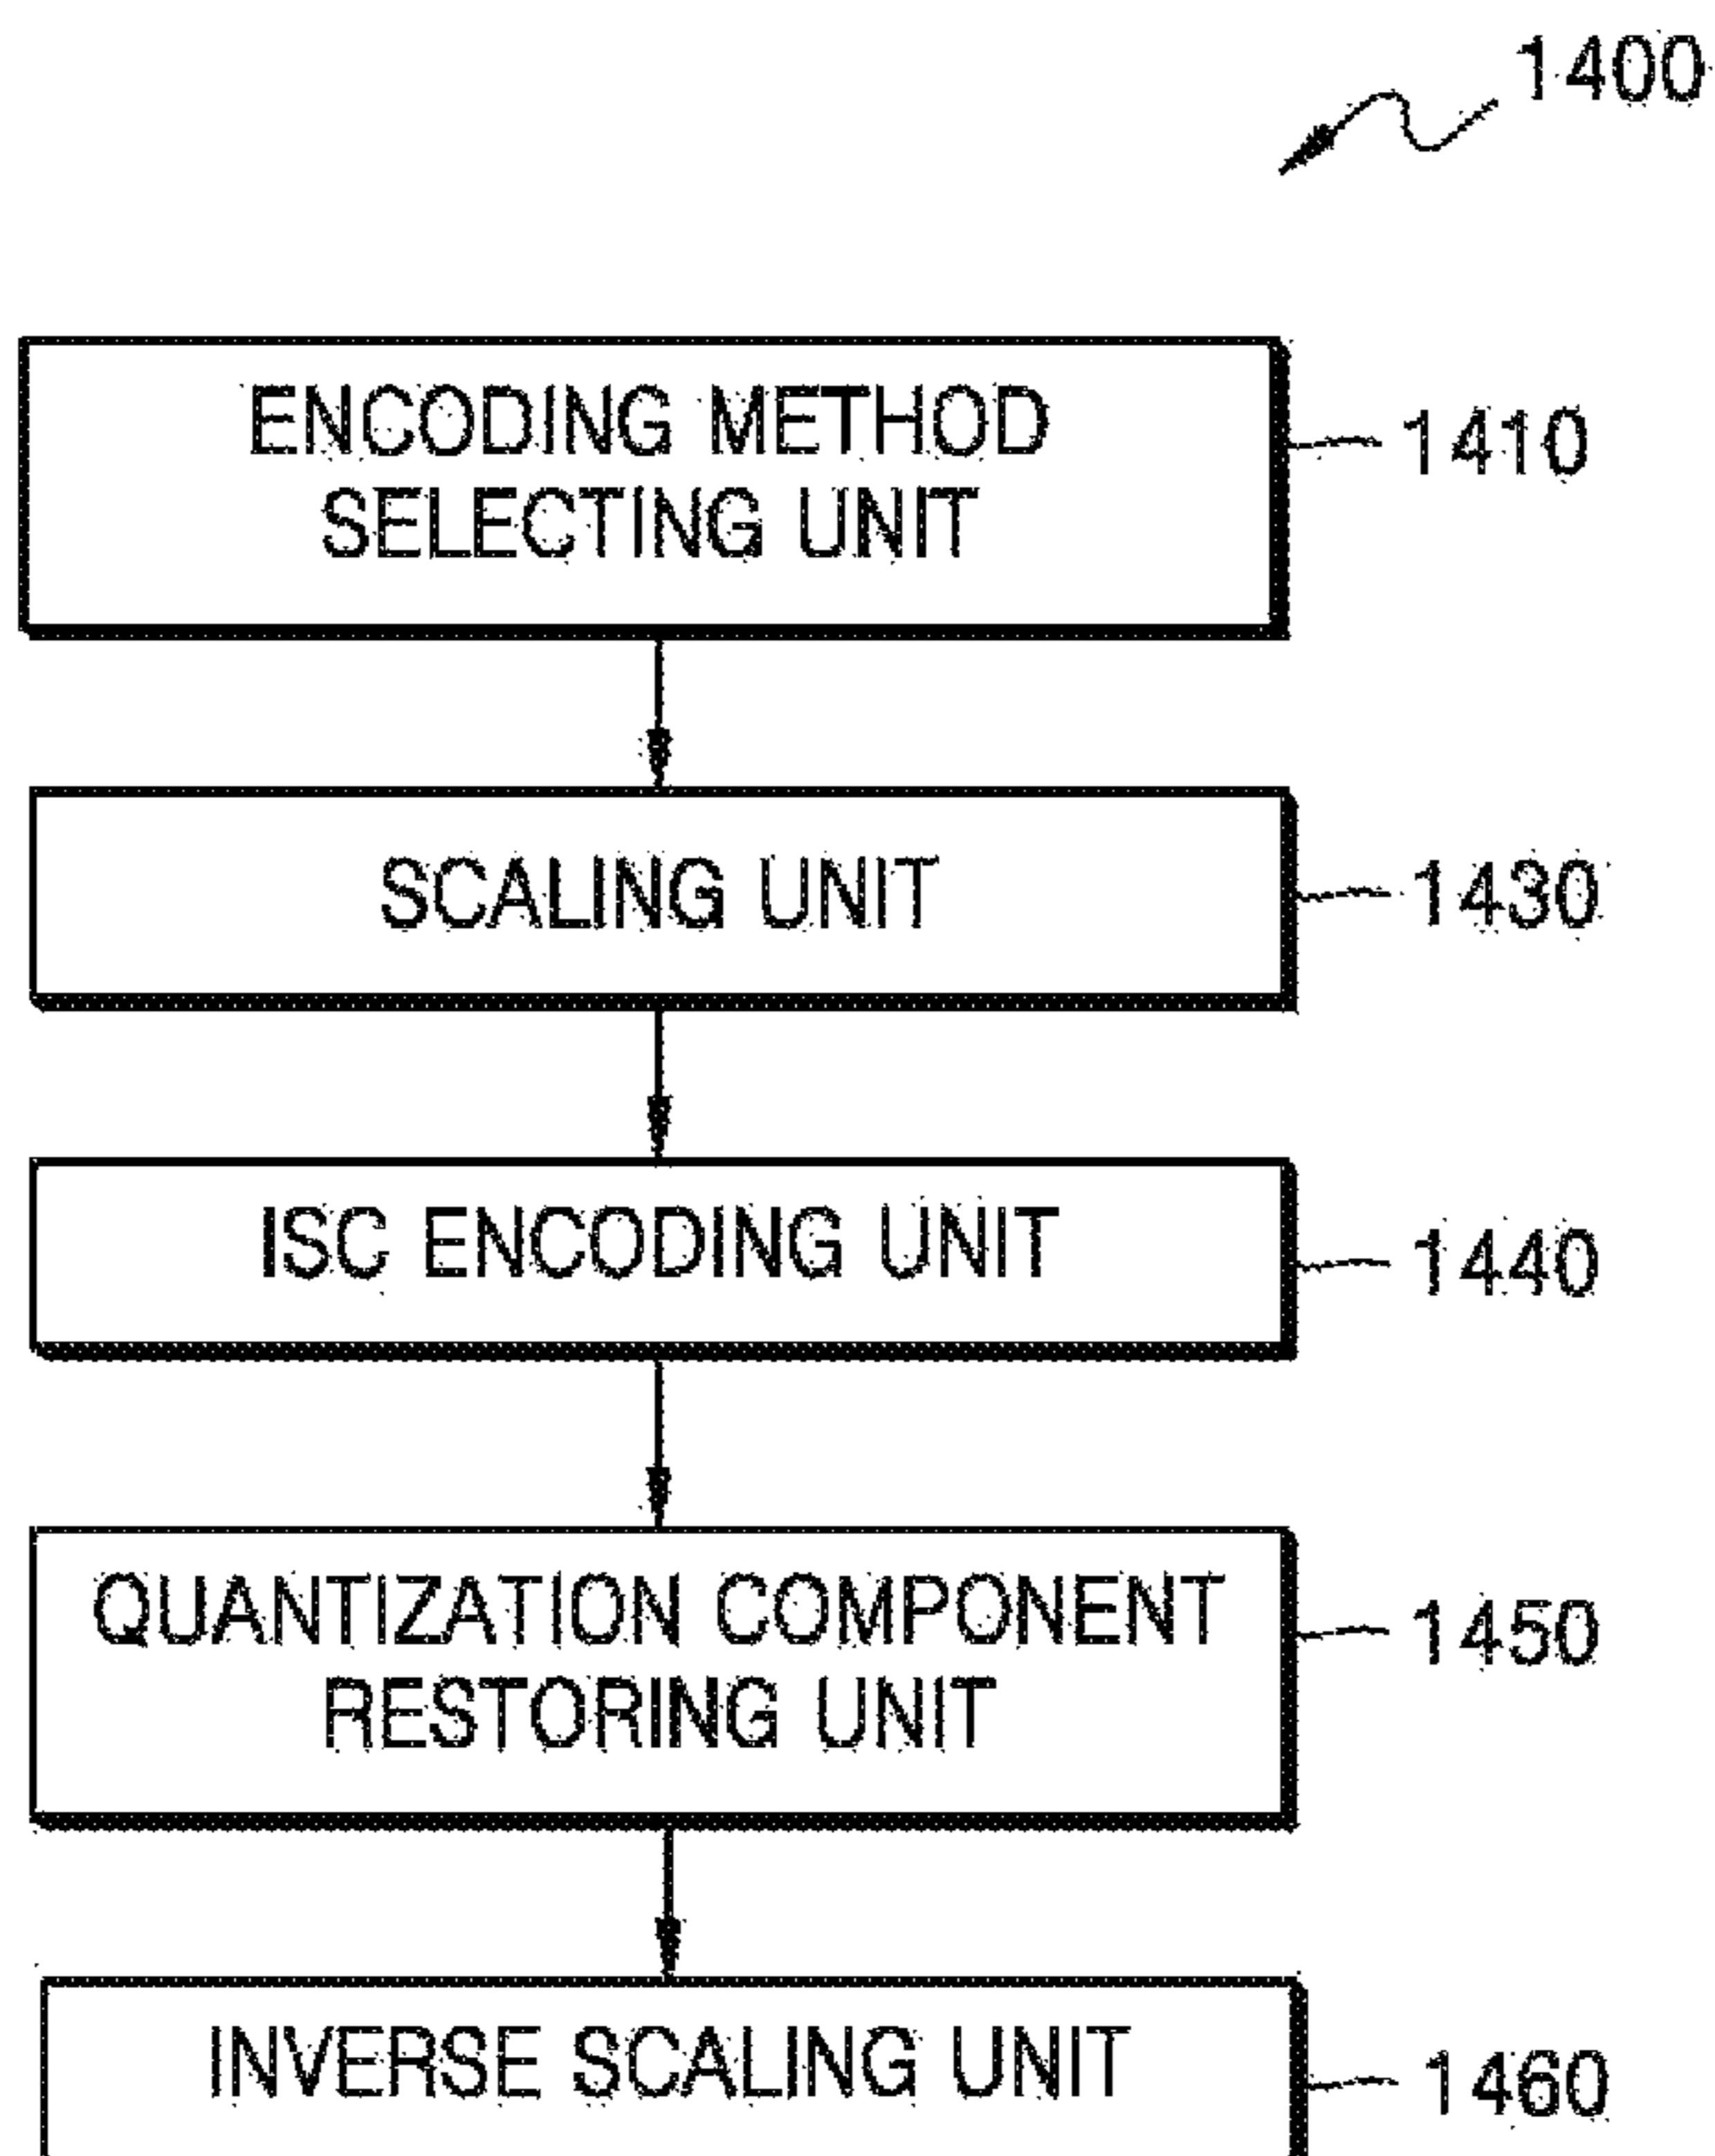 1400
ENCODING METHOD
SELECTING UNIT
1410
SCALING UNIT
1430
ISC ENCODING UNIT
1440
QUANTIZATION COMPONENT
RESTORING UNIT
1450
INVERSE SCALING UNIT
1460